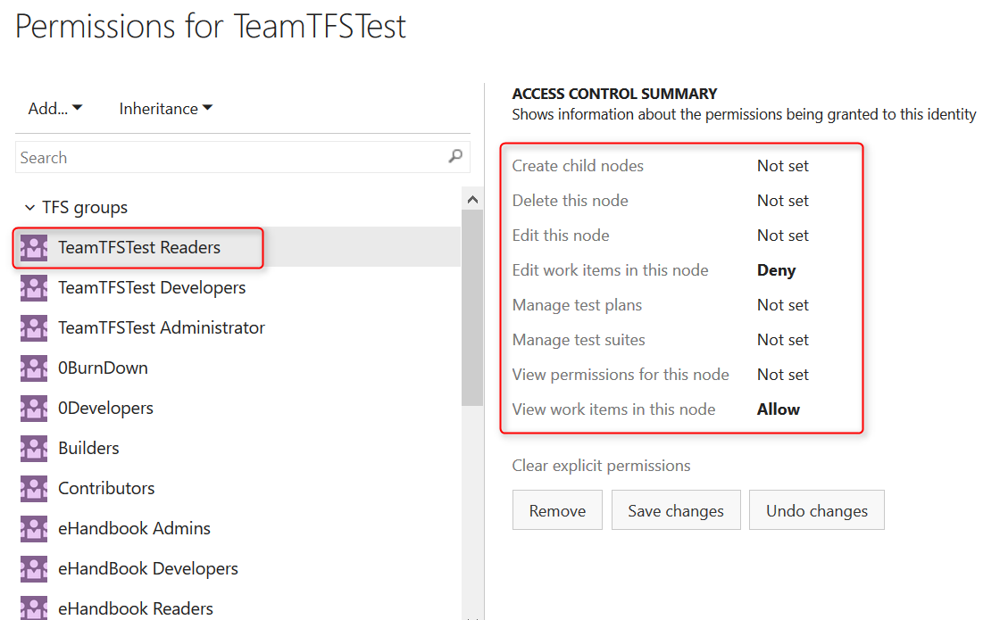 Permissions for TeamTFSTest
Add...
Inheritance
Search
TFS groups
TeamTFSTest Readers
TeamTFSTest Developers
TeamTFSTest Administrator
0BurnDown
0Developers
Builders
Contributors
eHandbook Admins
eHandBook Developers
eHandbook Readers
ACCESS CONTROL SUMMARY
Shows information about the permissions being granted to this identity
Create child nodes Not set
Delete this node Not set
Edit this node Not set
Edit work items in this node Deny
Manage test plans Not set
Manage test suites Not set
View permissions for this node Not set
View work items in this node Allow
Clear explicit permissions
Remove Save changes Undo changes